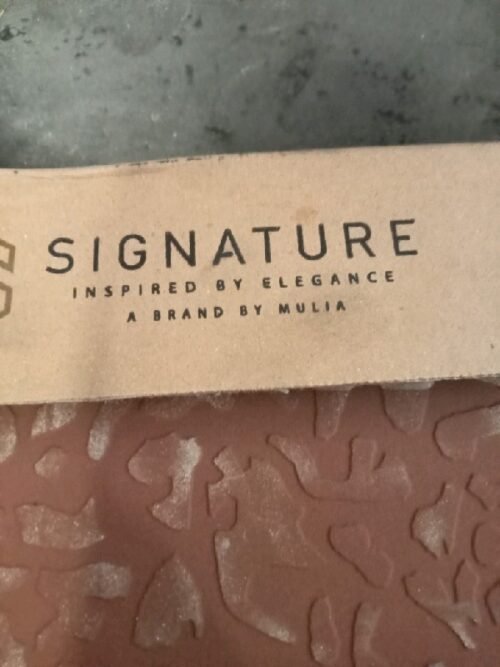 SIGNATURE
INSPIRED BY ELEGANCE
A BRAND BY MULIA